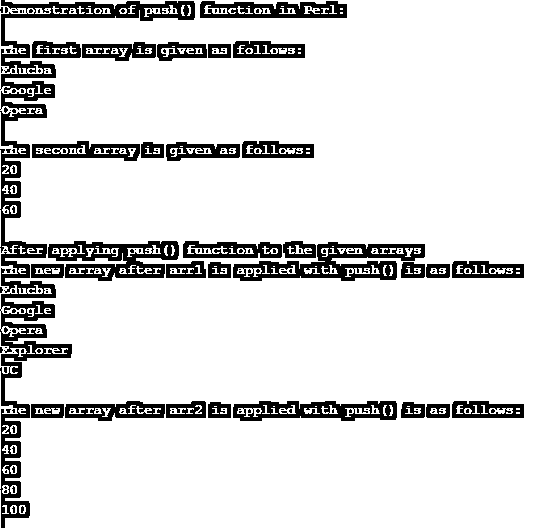 Demonstration of push() function in Perl:
The first array is given as follows:
Educba
Google
Opera
The second array is given as follows:
20
40
60
After applying push() function to the given arrays
The new array after arr1 is applied with push() is as follows:
Educba
Google
Opera
Explorer
UC
The new array after arr2 is applied with push() is as follows:
20
40
60
80
100